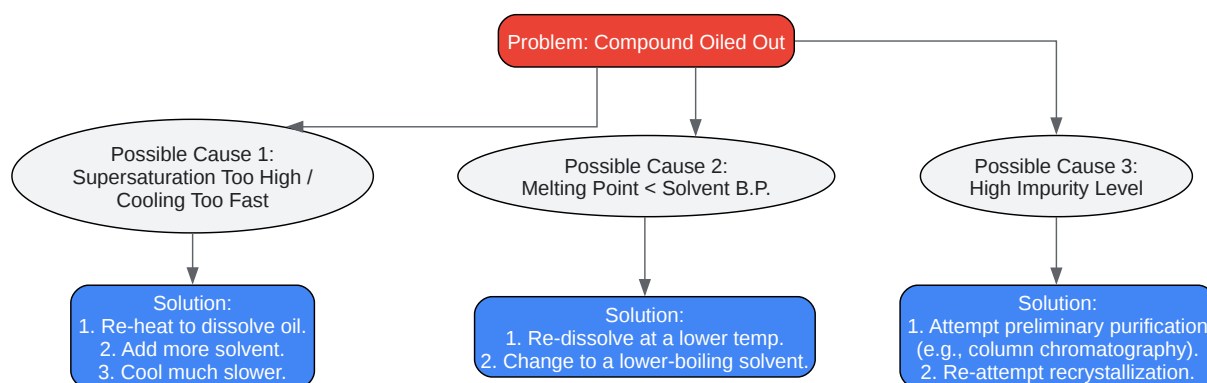 Problem: Compound Oiled Out
Possible Cause 1:
Supersaturation Too High /
Cooling Too Fast
Possible Cause 2:
Melting Point < Solvent B.P.
Possible Cause 3:
High Impurity Level
Solution:
1. Re-heat to dissolve oil.
2. Add more solvent.
3. Cool much slower.
Solution:
1. Re-dissolve at a lower temp.
2. Change to a lower-boiling solvent.
Solution:
1. Attempt preliminary purification
(e.g., column chromatography).
2. Re-attempt recrystallization.